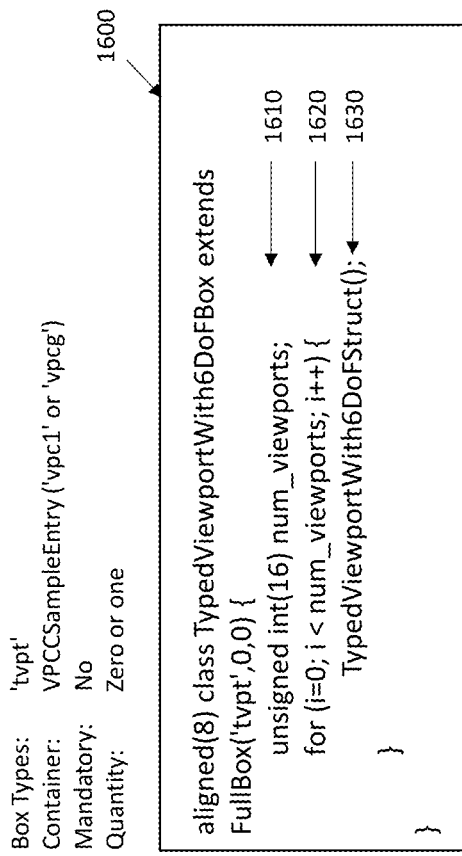 Box Types: 'tvpt'
Container: VPCCSampleEntry ('vpc1' or 'vpcg')
Mandatory: No
Quantity: Zero or one
1600
aligned(8) class TypedViewportWith6DoFBox extends
FullBox('tvpt',0,0) {
unsigned int(16) num_viewports;
1610
for (i=0; i < num_viewports; i++) {
1620
TypedViewportWith6DoFStruct();
1630
}
}